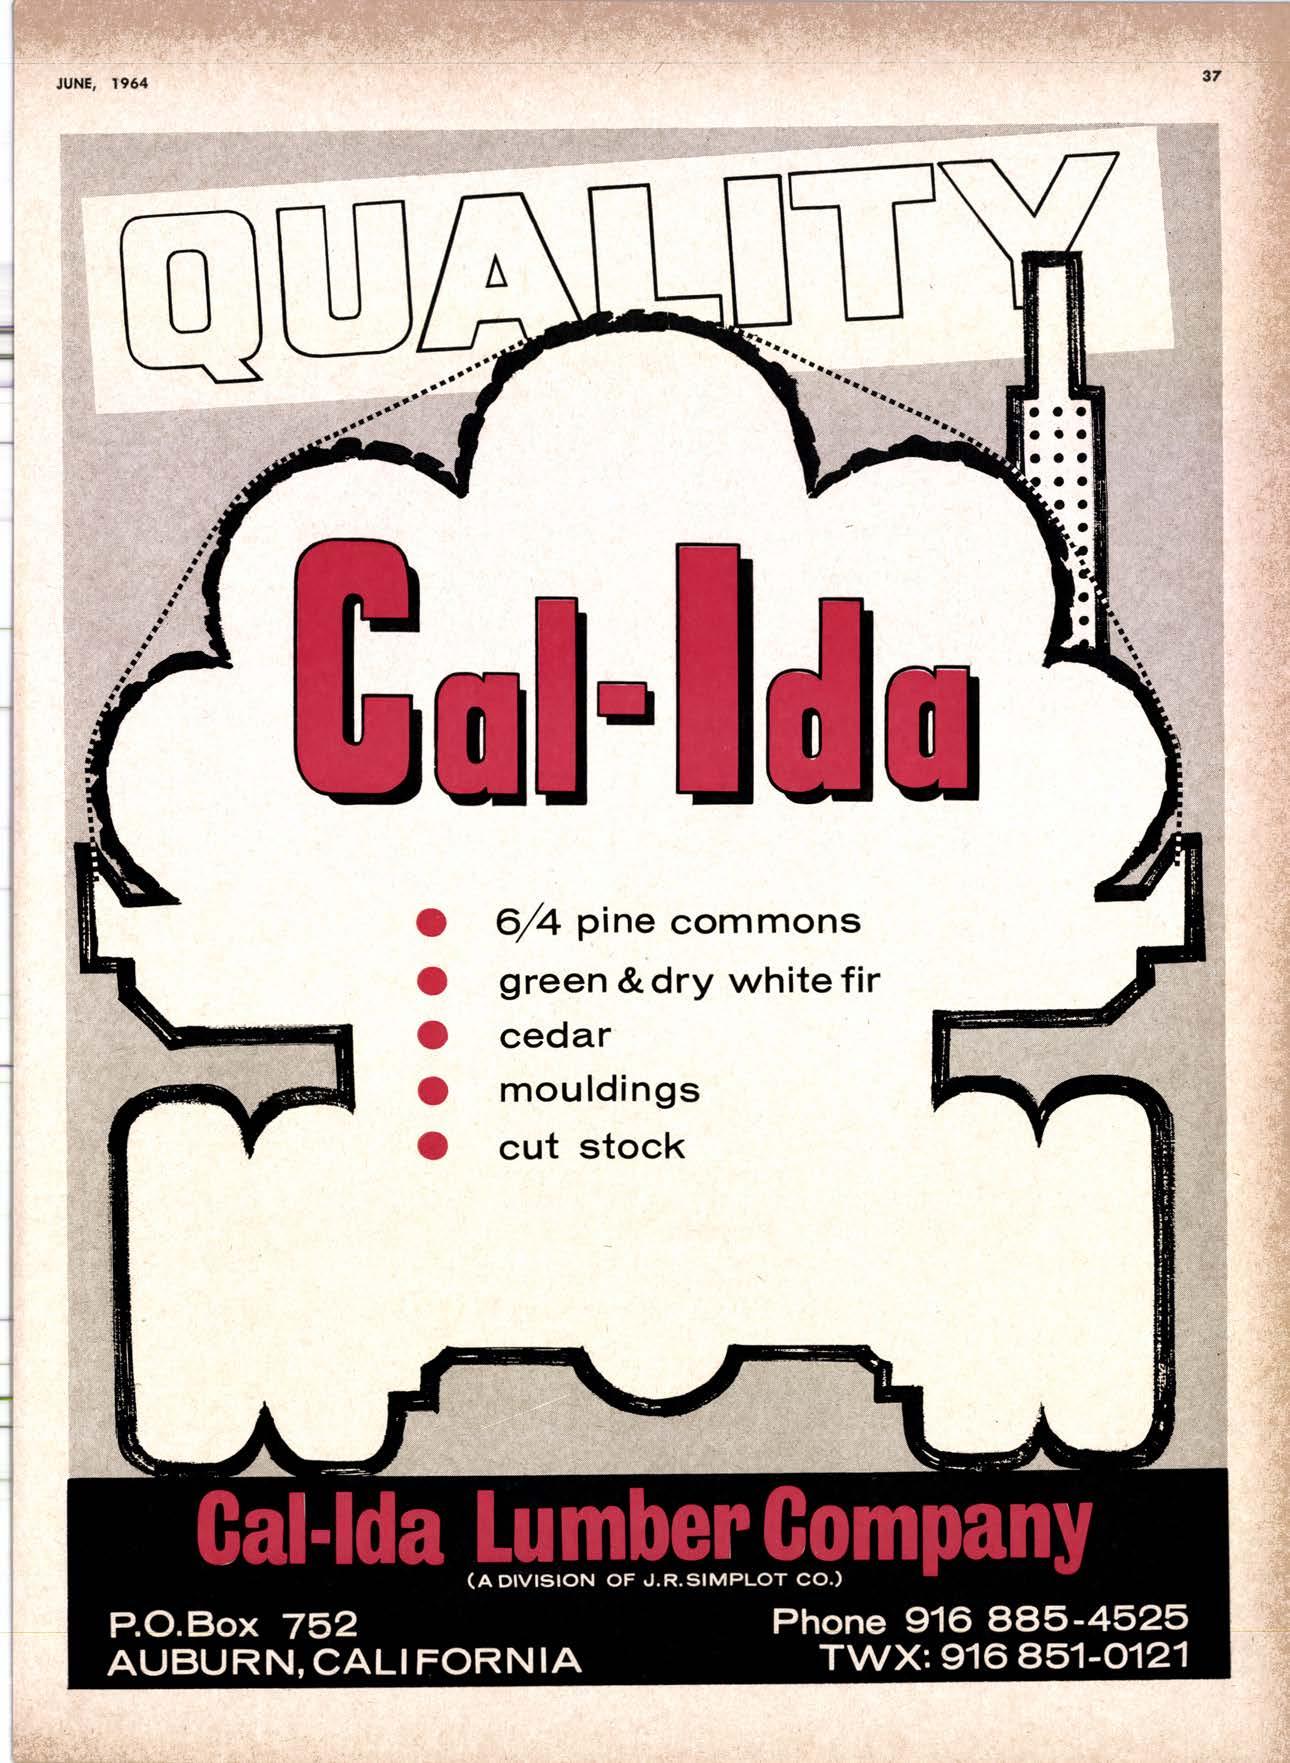 JUNE, 1964
37
QUALITY
Cal-Ida
6/4 pine commons
green & dry white fir
cedar
mouldings
cut stock
Cal-Ida Lumber Company
(A DIVISION OF J.R.SIMPLOT CO.)
P.O.Box 752
Phone 916 885-4525
AUBURN, CALIFORNIA
TWX: 916 851-0121